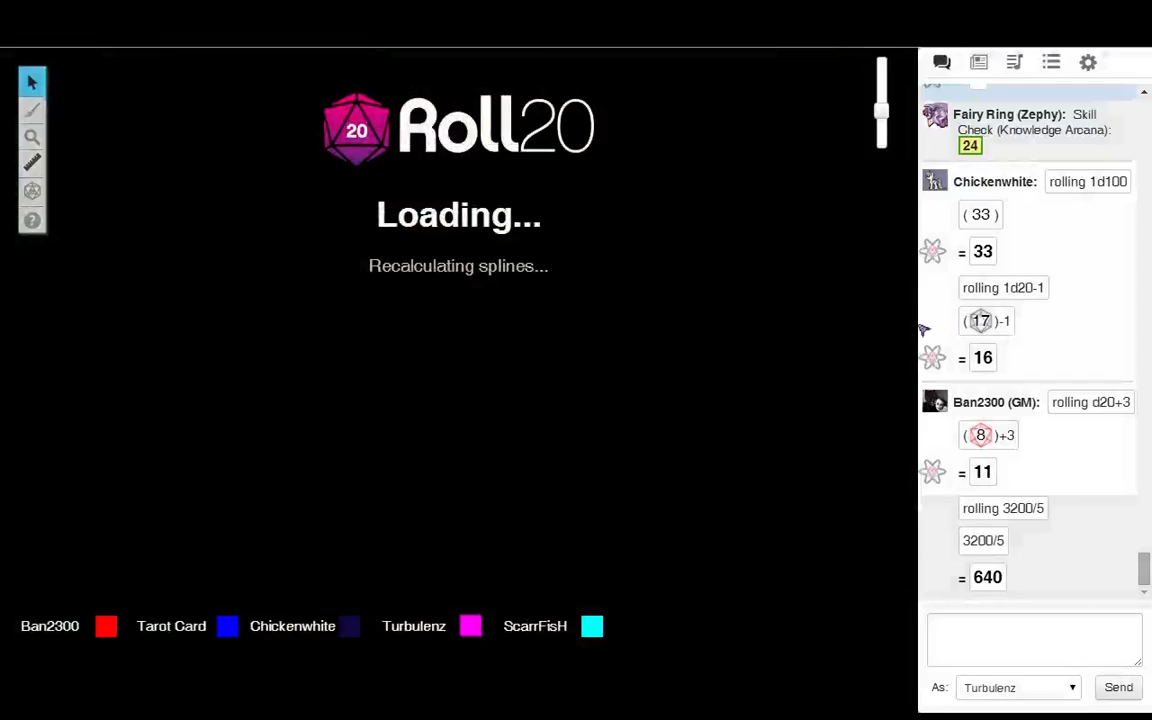 20
Roll20
Loading...
Recalculating splines...
?
Fairy Ring (Zephy): Skill
Check (Knowledge Arcana):
24
Chickenwhite: rolling 1d100
( 33 )
= 33
rolling 1d20-1
( 17 )-1
= 16
Ban2300 (GM): rolling d20+3
( 8 )+3
= 11
rolling 3200/5
3200/5
= 640
Ban2300 Tarot Card Chickenwhite Turbulenz ScarrFisH
As: Turbulenz Send